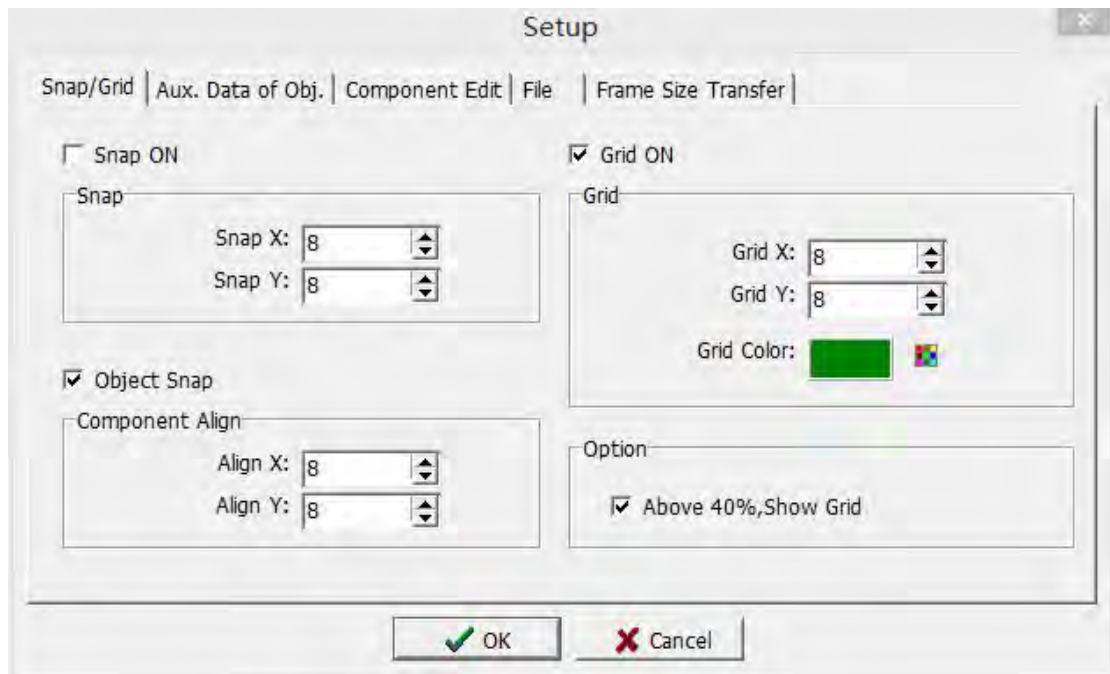 Setup
Snap/Grid Aux. Data of Obj. Component Edit File Frame Size Transfer
Snap ON
Snap
Snap X: 8
Snap Y: 8
Object Snap
Component Align
Align X: 8
Align Y: 8
Grid ON
Grid
Grid X: 8
Grid Y: 8
Grid Color:
Option
Above 40%,Show Grid
OK Cancel